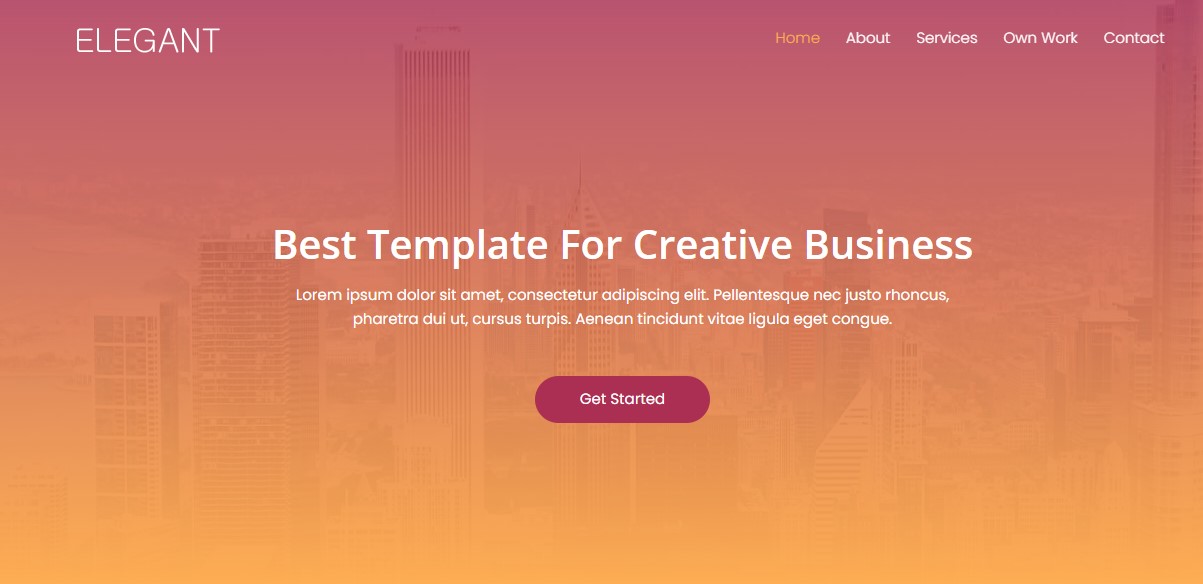 ELEGANT
Home About Services Own Work Contact
Best Template For Creative Business
Lorem ipsum dolor sit amet, consectetur adipiscing elit. Pellentesque nec justo rhoncus,
pharetra dui ut, cursus turpis. Aenean tincidunt vitae ligula eget congue.
Get Started